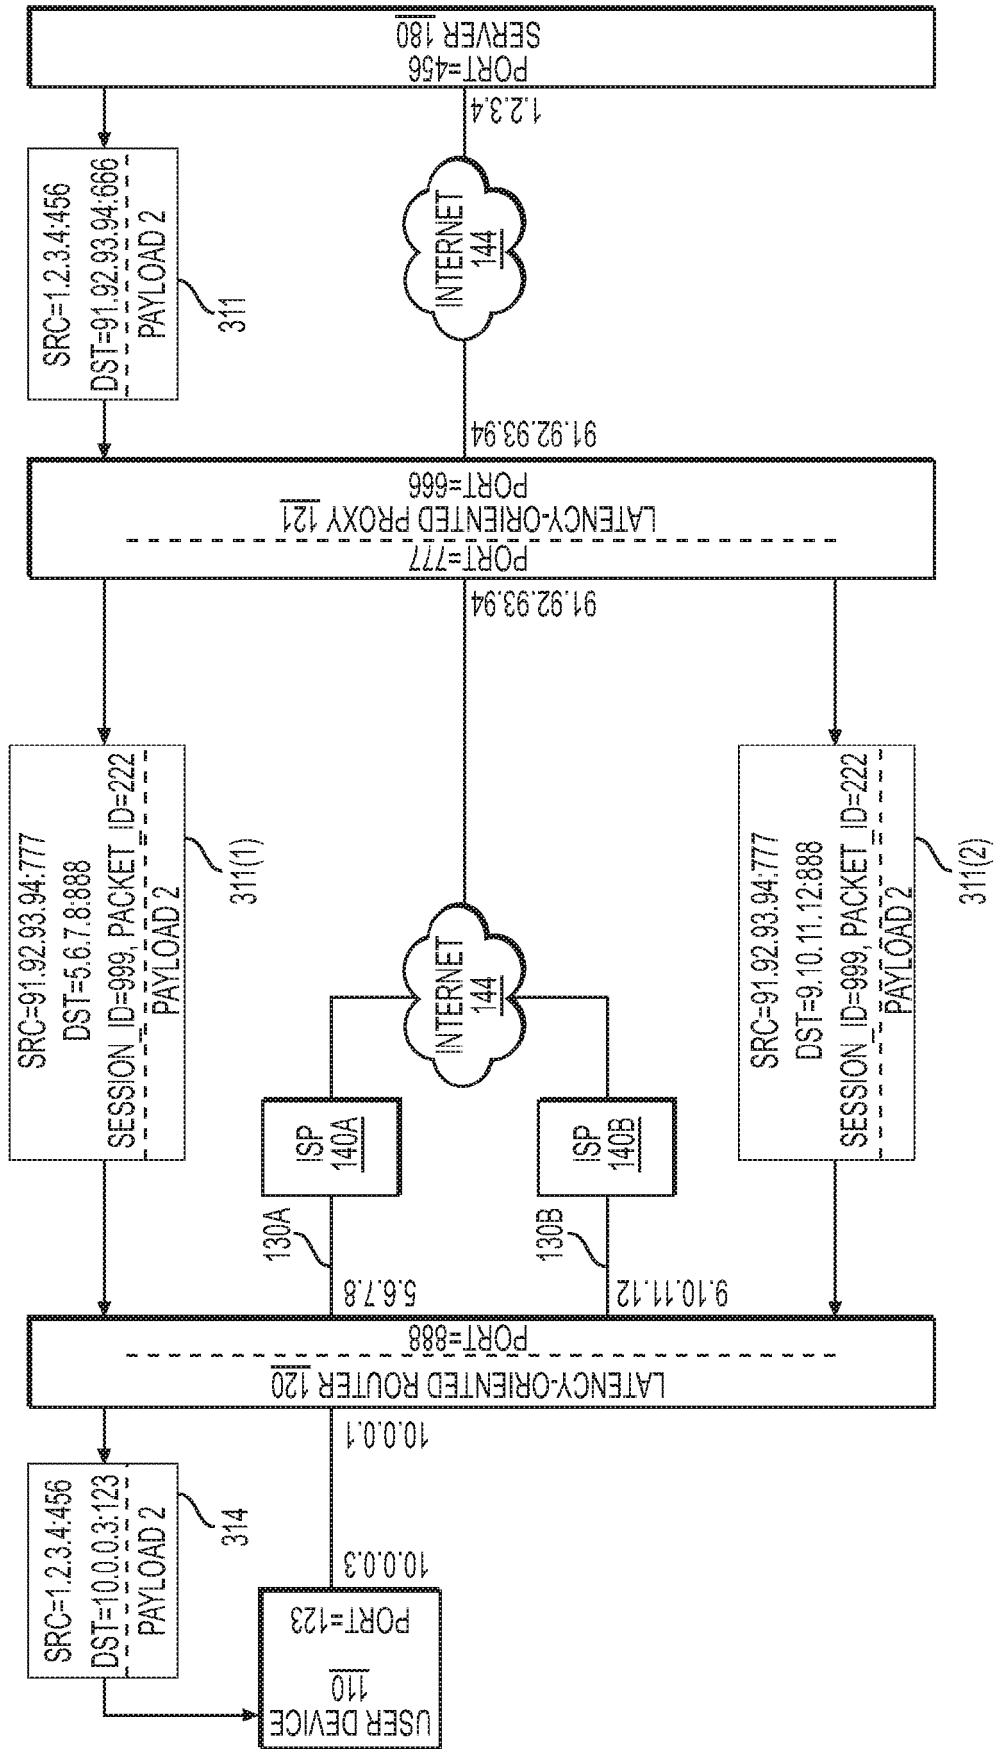 SERVER 180
PORT=456
1.2.3.4
SRC=1.2.3.4:456
DST=91.92.93.94:666
PAYLOAD 2
311
INTERNET
144
91.92.93.94
PORT=666
LATENCY-ORIENTED PROXY 121
PORT=777
91.92.93.94
SRC=91.92.93.94:777
DST=5.6.7.8:888
SESSION_ID=999, PACKET_ID=222
PAYLOAD 2
311(1)
INTERNET
144
SRC=91.92.93.94:777
DST=9.10.11.12:888
SESSION_ID=999, PACKET_ID=222
PAYLOAD 2
311(2)
ISP
140A
ISP
140B
130A
130B
5.6.7.8
9.10.11.12
PORT=888
LATENCY-ORIENTED ROUTER 120
10.0.0.1
SRC=1.2.3.4:456
DST=10.0.0.3:123
PAYLOAD 2
314
10.0.0.3
PORT=123
110
USER DEVICE